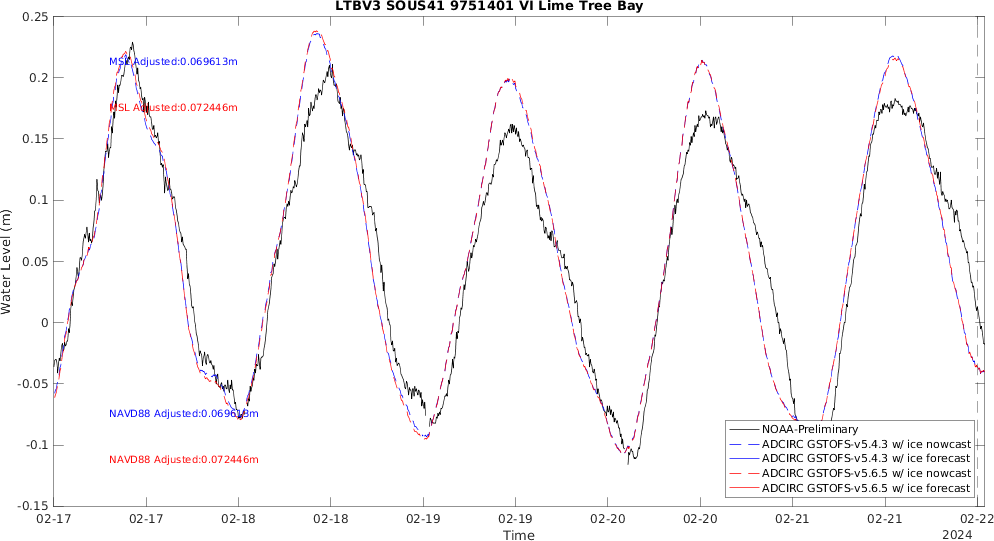 LTBV3 SOUS41 9751401 VI Lime Tree Bay
0.25
0.2
0.15
0.1
0.05
0
-0.05
-0.1
-0.15
Water Level (m)
MSL Adjusted:0.069613m
MSL Adjusted:0.072446m
NAVD88 Adjusted:0.069613m
NAVD88 Adjusted:0.072446m
NOAA-Preliminary
ADCIRC GSTOFS-v5.4.3 w/ ice nowcast
ADCIRC GSTOFS-v5.4.3 w/ ice forecast
ADCIRC GSTOFS-v5.6.5 w/ ice nowcast
ADCIRC GSTOFS-v5.6.5 w/ ice forecast
02-17 02-17 02-18 02-18 02-19 02-19 02-20 02-20 02-21 02-21 02-22
Time
2024